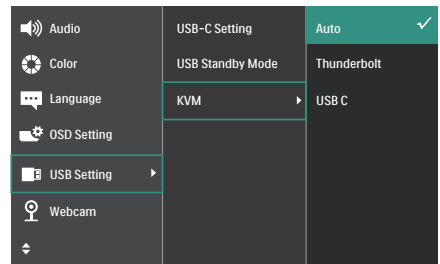 Audio
Color
Language
OSD Setting
USB Setting
Webcam
USB-C Setting
USB Standby Mode
KVM
Auto
Thunderbolt
USB C